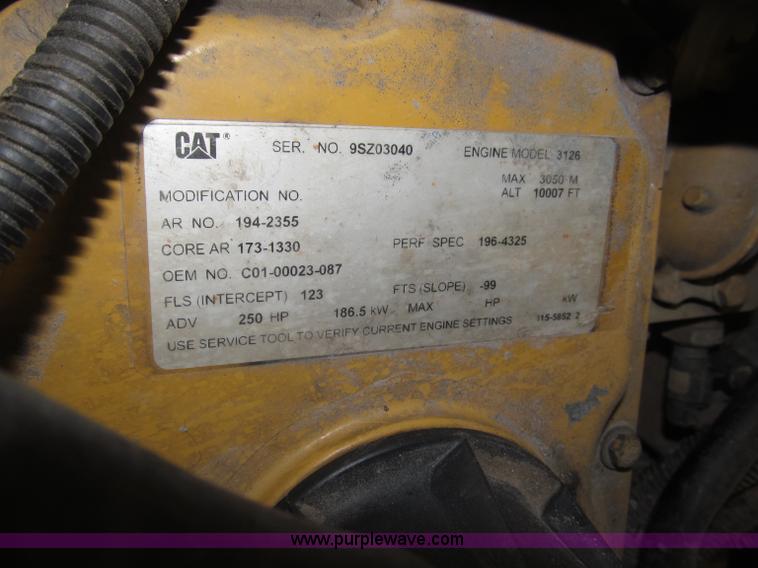 CAT® SER. NO. 9SZ03040 ENGINE MODEL 3126
MAX 3050 M
MODIFICATION NO. ALT 10007 FT
AR NO. 194-2355
CORE AR 173-1330 PERF SPEC 196-4325
OEM NO. C01-00023-087
FLS (INTERCEPT) 123 FTS (SLOPE) -99
ADV 250 HP 186.5 kW MAX HP kW
USE SERVICE TOOL TO VERIFY CURRENT ENGINE SETTINGS 115-5852 2
www.purplewave.com